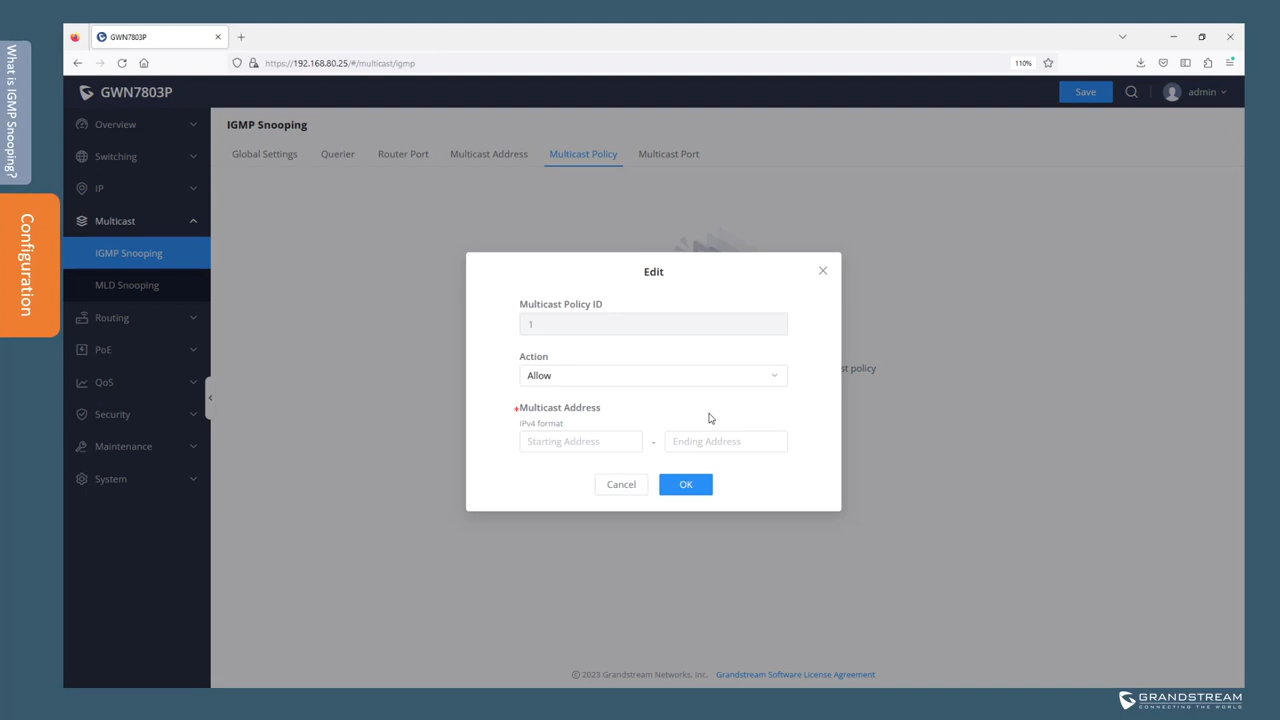 What is IGMP Snooping?
Configuration
GWN7803P
https://192.168.80.25/#/multicast/igmp
110%
GWN7803P
Save
admin
Overview
Switching
IP
Multicast
IGMP Snooping
MLD Snooping
Routing
PoE
QoS
Security
Maintenance
System
IGMP Snooping
Global Settings
Querier
Router Port
Multicast Address
Multicast Policy
Multicast Port
st policy
Edit
Multicast Policy ID
1
Action
Allow
*Multicast Address
IPv4 format
Starting Address - Ending Address
Cancel
OK
© 2023 Grandstream Networks, Inc. Grandstream Software License Agreement
GRANDSTREAM
CONNECTING THE WORLD